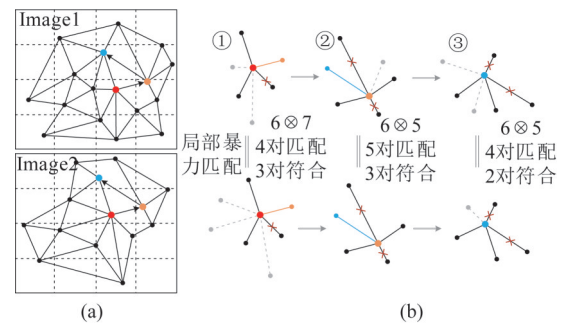 Image1
Image2
(a)
① ② ③
局部暴
力匹配
6⊗7
4对匹配
3对符合
6⊗5
5对匹配
3对符合
6⊗5
4对匹配
2对符合
(b)